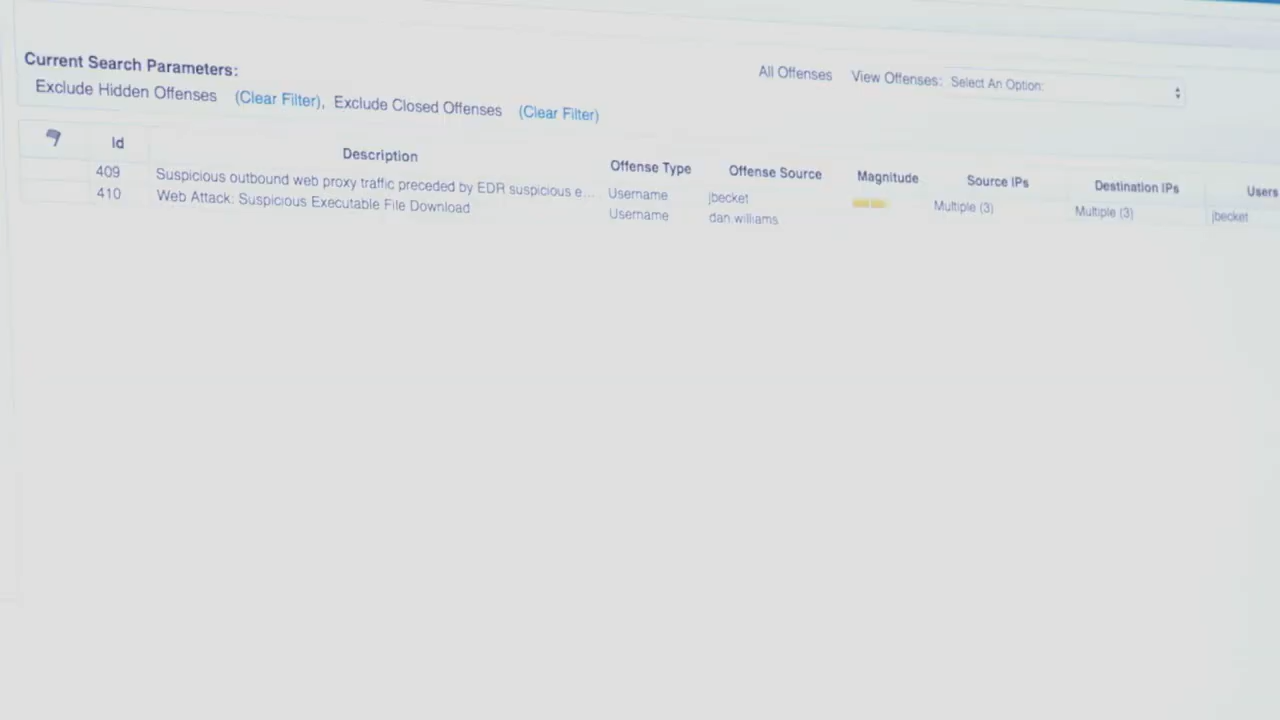 Current Search Parameters:
Exclude Hidden Offenses (Clear Filter), Exclude Closed Offenses (Clear Filter)
All Offenses View Offenses: Select An Option:
Id Description Offense Type Offense Source Magnitude Source IPs Destination IPs Users
409 Suspicious outbound web proxy traffic preceded by EDR suspicious e... Username jbecket Multiple (3) Multiple (3) jbecket
410 Web Attack: Suspicious Executable File Download Username dan.williams